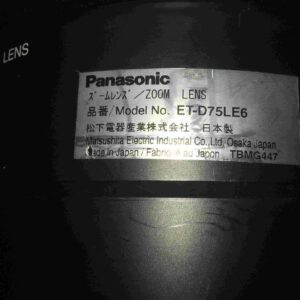 LENS
Panasonic
ズームレンズ／ZOOM LENS
品番／Model No. ET-D75LE6
松下電器産業株式会社 日本製
Matsushita Electric Industrial Co., Ltd. Osaka Japan
Made in Japan / Fabriqué au Japon TBMG447